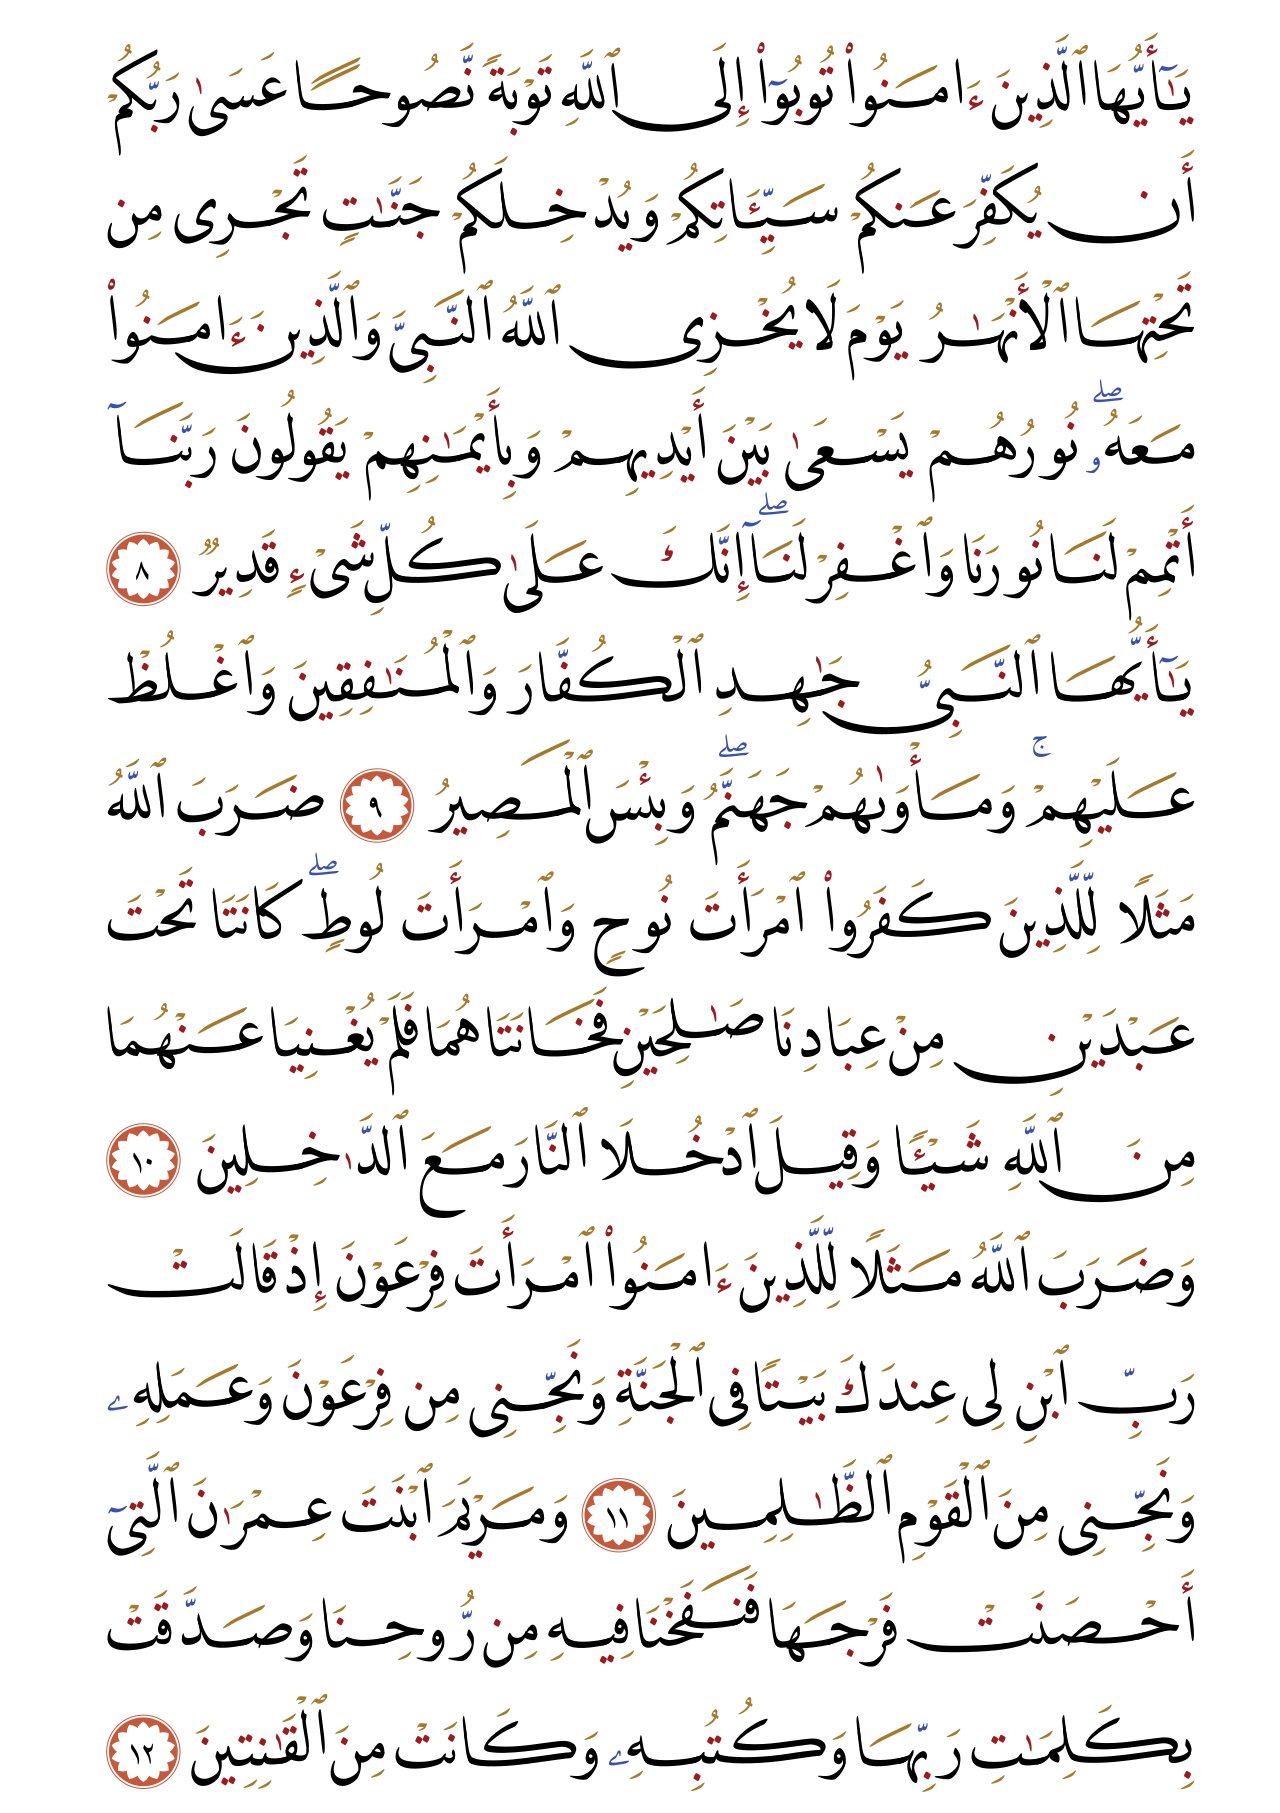 يَٰٓأَيُّهَا ٱلَّذِينَ ءَامَنُوا۟ تُوبُوٓا۟ إِلَى ٱللَّهِ تَوْبَةً نَّصُوحًا عَسَىٰ رَبُّكُمْ
أَن يُكَفِّرَ عَنكُمْ سَيِّـَٔاتِكُمْ وَيُدْخِلَكُمْ جَنَّٰتٍ تَجْرِى مِن
تَحْتِهَا ٱلْأَنْهَٰرُ يَوْمَ لَا يُخْزِى ٱللَّهُ ٱلنَّبِىَّ وَٱلَّذِينَ ءَامَنُوا۟
مَعَهُۥ ۖ نُورُهُمْ يَسْعَىٰ بَيْنَ أَيْدِيهِمْ وَبِأَيْمَٰنِهِمْ يَقُولُونَ رَبَّنَآ
أَتْمِمْ لَنَا نُورَنَا وَٱغْفِرْ لَنَآ ۖ إِنَّكَ عَلَىٰ كُلِّ شَىْءٍ قَدِيرٌ ٨
يَٰٓأَيُّهَا ٱلنَّبِىُّ جَٰهِدِ ٱلْكُفَّارَ وَٱلْمُنَٰفِقِينَ وَٱغْلُظْ
عَلَيْهِمْ ۚ وَمَأْوَىٰهُمْ جَهَنَّمُ ۖ وَبِئْسَ ٱلْمَصِيرُ ٩ ضَرَبَ ٱللَّهُ
مَثَلًا لِّلَّذِينَ كَفَرُوا۟ ٱمْرَأَتَ نُوحٍ وَٱمْرَأَتَ لُوطٍ ۖ كَانَتَا تَحْتَ
عَبْدَيْنِ مِنْ عِبَادِنَا صَٰلِحَيْنِ فَخَانَتَاهُمَا فَلَمْ يُغْنِيَا عَنْهُمَا
مِنَ ٱللَّهِ شَيْـًٔا وَقِيلَ ٱدْخُلَا ٱلنَّارَ مَعَ ٱلدَّٰخِلِينَ ١٠
وَضَرَبَ ٱللَّهُ مَثَلًا لِّلَّذِينَ ءَامَنُوا۟ ٱمْرَأَتَ فِرْعَوْنَ إِذْ قَالَتْ
رَبِّ ٱبْنِ لِى عِندَكَ بَيْتًا فِى ٱلْجَنَّةِ وَنَجِّنِى مِن فِرْعَوْنَ وَعَمَلِهِۦ
وَنَجِّنِى مِنَ ٱلْقَوْمِ ٱلظَّٰلِمِينَ ١١ وَمَرْيَمَ ٱبْنَتَ عِمْرَٰنَ ٱلَّتِىٓ
أَحْصَنَتْ فَرْجَهَا فَنَفَخْنَا فِيهِ مِن رُّوحِنَا وَصَدَّقَتْ
بِكَلِمَٰتِ رَبِّهَا وَكُتُبِهِۦ وَكَانَتْ مِنَ ٱلْقَٰنِتِينَ ١٢